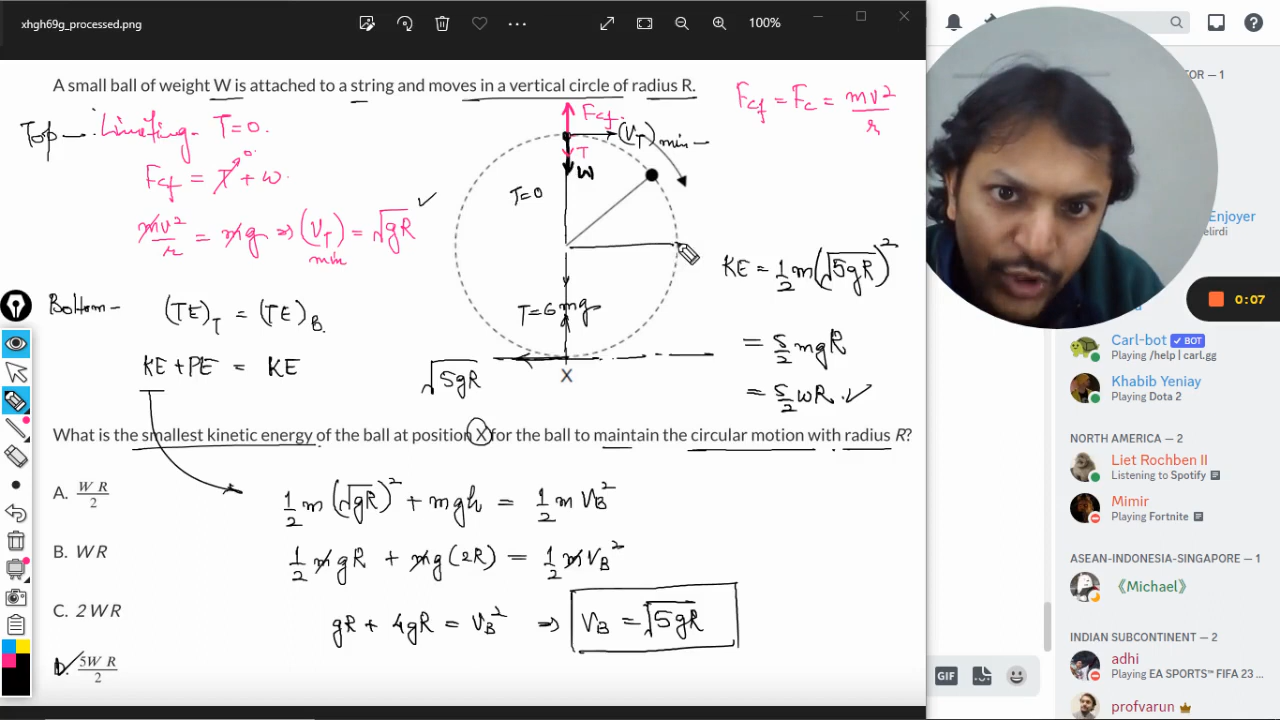 xhgh69g_processed.png
100%
A small ball of weight W is attached to a string and moves in a vertical circle of radius R.
Top - Limiting - T=0.
Fcf = T + w
mv²/r = mg ⇒ (VT)min = √gR
Fcf
(VT)min
T
W
T=0
T=6mg
√5gR
X
Fcf = Fc = mv²/r
KE = 1/2 m(√5gR)²
= 5/2 mgR
= 5/2 WR.
Bottom - (TE)T = (TE)B.
KE + PE = KE
What is the smallest kinetic energy of the ball at position X for the ball to maintain the circular motion with radius R?
A. W R/2
B. WR
C. 2WR
D. 5W R/2
1/2 m(√gR)² + mgh = 1/2 m VB²
1/2 mgR + mg(2R) = 1/2 mVB²
gR + 4gR = VB² ⇒ VB = √5gR
TOR — 1
0:07
Enjoyer
elirdi
Carl-bot BOT
Playing /help | carl.gg
Khabib Yeniay
Playing Dota 2
NORTH AMERICA — 2
Liet Rochben II
Listening to Spotify
Mimir
Playing Fortnite
ASEAN-INDONESIA-SINGAPORE — 1
《Michael》
INDIAN SUBCONTINENT — 2
adhi
Playing EA SPORTS™ FIFA 23 ...
profvarun
GIF